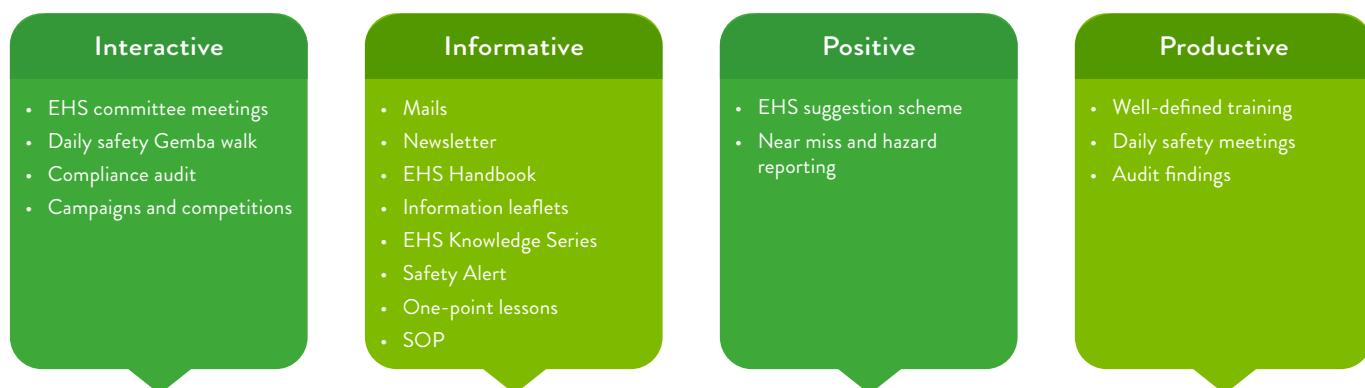 Interactive
• EHS committee meetings
• Daily safety Gemba walk
• Compliance audit
• Campaigns and competitions
Informative
• Mails
• Newsletter
• EHS Handbook
• Information leaflets
• EHS Knowledge Series
• Safety Alert
• One-point lessons
• SOP
Positive
• EHS suggestion scheme
• Near miss and hazard
reporting
Productive
• Well-defined training
• Daily safety meetings
• Audit findings